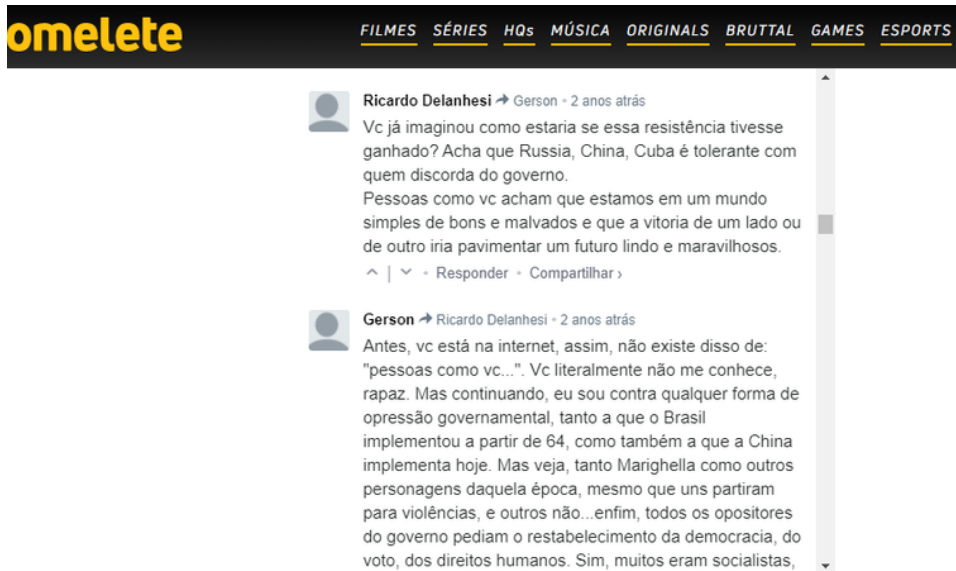 omelete
FILMES SÉRIES HQs MÚSICA ORIGINALS BRUTTAL GAMES ESPORTS
Ricardo Delanhesi Gerson • 2 anos atrás
Vc já imaginou como estaria se essa resistência tivesse
ganhado? Acha que Russia, China, Cuba é tolerante com
quem discorda do governo.
Pessoas como vc acham que estamos em um mundo
simples de bons e malvados e que a vitoria de um lado ou
de outro iria pavimentar um futuro lindo e maravilhosos.
• Responder • Compartilhar ›
Gerson Ricardo Delanhesi • 2 anos atrás
Antes, vc está na internet, assim, não existe disso de:
"pessoas como vc...". Vc literalmente não me conhece,
rapaz. Mas continuando, eu sou contra qualquer forma de
opressão governamental, tanto a que o Brasil
implementou a partir de 64, como também a que a China
implementa hoje. Mas veja, tanto Marighella como outros
personagens daquela época, mesmo que uns partiram
para violências, e outros não...enfim, todos os opositores
do governo pediam o restabelecimento da democracia, do
voto, dos direitos humanos. Sim, muitos eram socialistas,